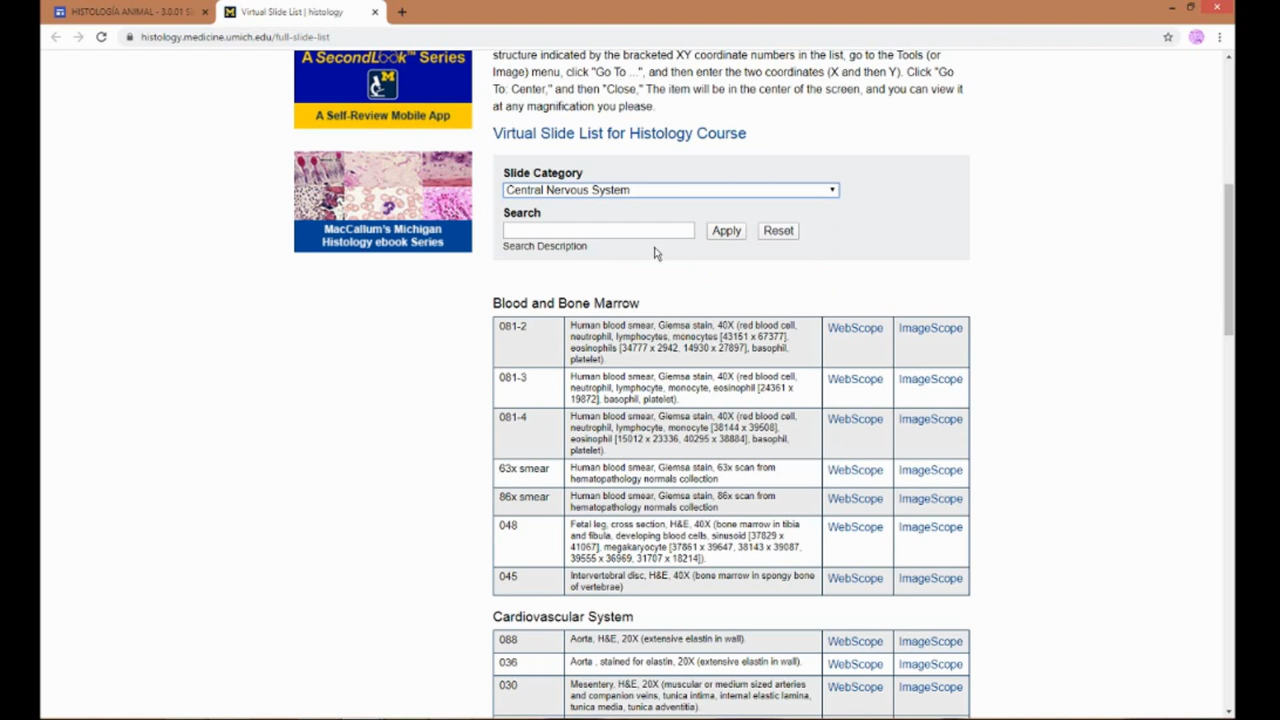 HISTOLOGÍA ANIMAL - 3.0.01 Si
Virtual Slide List | histology
histology.medicine.umich.edu/full-slide-list
A SecondLook™ Series
M
A Self-Review Mobile App
MacCallum's Michigan
Histology ebook Series
structure indicated by the bracketed XY coordinate numbers in the list, go to the Tools (or
Image) menu, click "Go To ...", and then enter the two coordinates (X and then Y). Click "Go
To: Center," and then "Close," The item will be in the center of the screen, and you can view it
at any magnification you please.
Virtual Slide List for Histology Course
Slide Category
Central Nervous System
Search
Apply Reset
Search Description
Blood and Bone Marrow
081-2 Human blood smear, Giemsa stain, 40X (red blood cell, WebScope ImageScope
neutrophil, lymphocytes, monocytes [43151 x 67377],
eosinophils [34777 x 2942, 14930 x 27897], basophil,
platelet).
081-3 Human blood smear, Giemsa stain, 40X (red blood cell, WebScope ImageScope
neutrophil, lymphocyte, monocyte, eosinophil [24361 x
19872], basophil, platelet).
081-4 Human blood smear, Giemsa stain, 40X (red blood cell, WebScope ImageScope
neutrophil, lymphocyte, monocyte [38144 x 39508],
eosinophil [15012 x 23336, 40295 x 38884], basophil,
platelet).
63x smear Human blood smear, Giemsa stain, 63x scan from WebScope ImageScope
hematopathology normals collection
86x smear Human blood smear, Giemsa stain, 86x scan from WebScope ImageScope
hematopathology normals collection
048 Fetal leg, cross section, H&E, 40X (bone marrow in tibia WebScope ImageScope
and fibula, developing blood cells, sinusoid [37829 x
41067], megakaryocyte [37861 x 39647, 38143 x 39087,
39555 x 36969, 31707 x 18214]).
045 Intervertebral disc, H&E, 40X (bone marrow in spongy bone WebScope ImageScope
of vertebrae)
Cardiovascular System
088 Aorta, H&E, 20X (extensive elastin in wall). WebScope ImageScope
036 Aorta , stained for elastin, 20X (extensive elastin in wall). WebScope ImageScope
030 Mesentery, H&E, 20X (muscular or medium sized arteries WebScope ImageScope
and companion veins, tunica intima, internal elastic lamina,
tunica media, tunica adventitia).